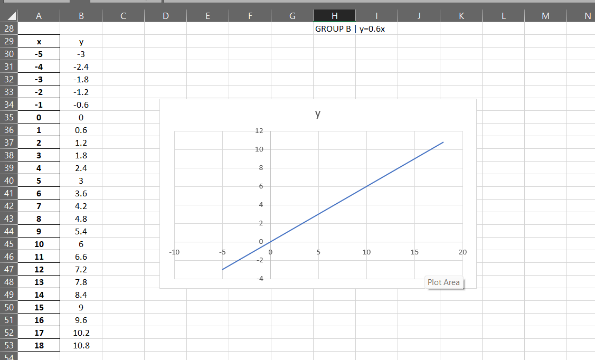 A B C D E F G H I J K L M N
28 GROUP B | y=0.6x
29 x y
30 -5 -3
31 -4 -2.4
32 -3 1.8
33 -2 -1.2
34 -1 -0.6
35 0 0
36 1 0.6
37 2 1.2
38 3 1.8
39 4 2.4
40 5 3
41 6 3.6
42 7 4.2
43 8 4.8
44 9 5.4
45 10 6
46 11 6.6
47 12 7.2
48 13 7.8
49 14 8.4
50 15 9
51 16 9.6
52 17 10.2
53 18 10.8
54
y
12
10
8
6
4
2
0
-10 -5 0 5 10 15 20
-2
4
Plot Area